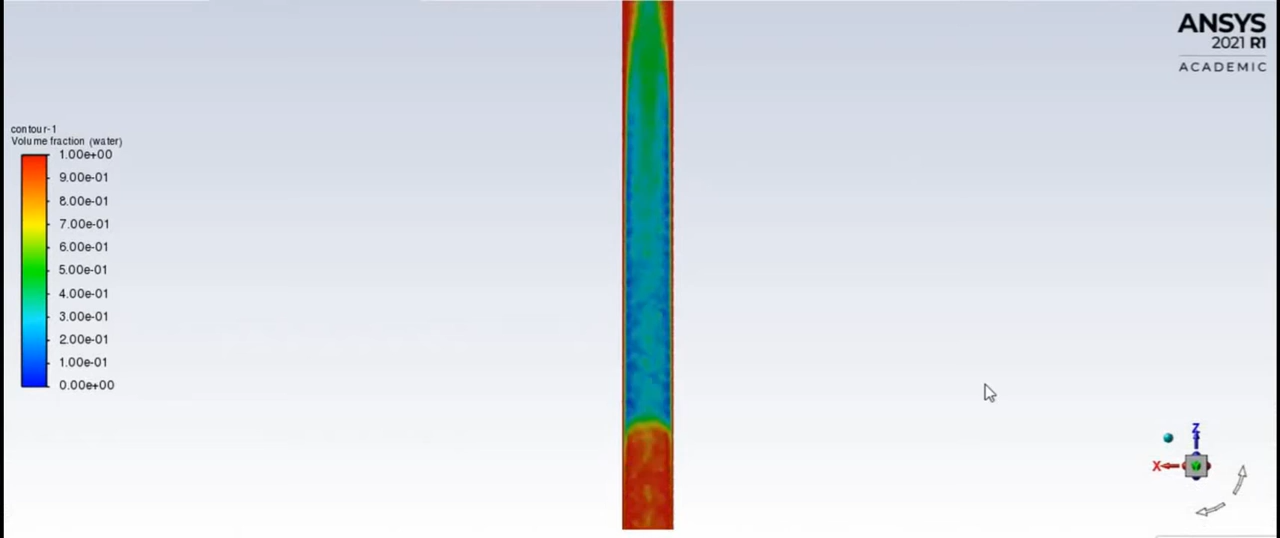 ANSYS
2021 R1
ACADEMIC
contour-1
Volume fraction (water)
1.00e+00
9.00e-01
8.00e-01
7.00e-01
6.00e-01
5.00e-01
4.00e-01
3.00e-01
2.00e-01
1.00e-01
0.00e+00
Z
X